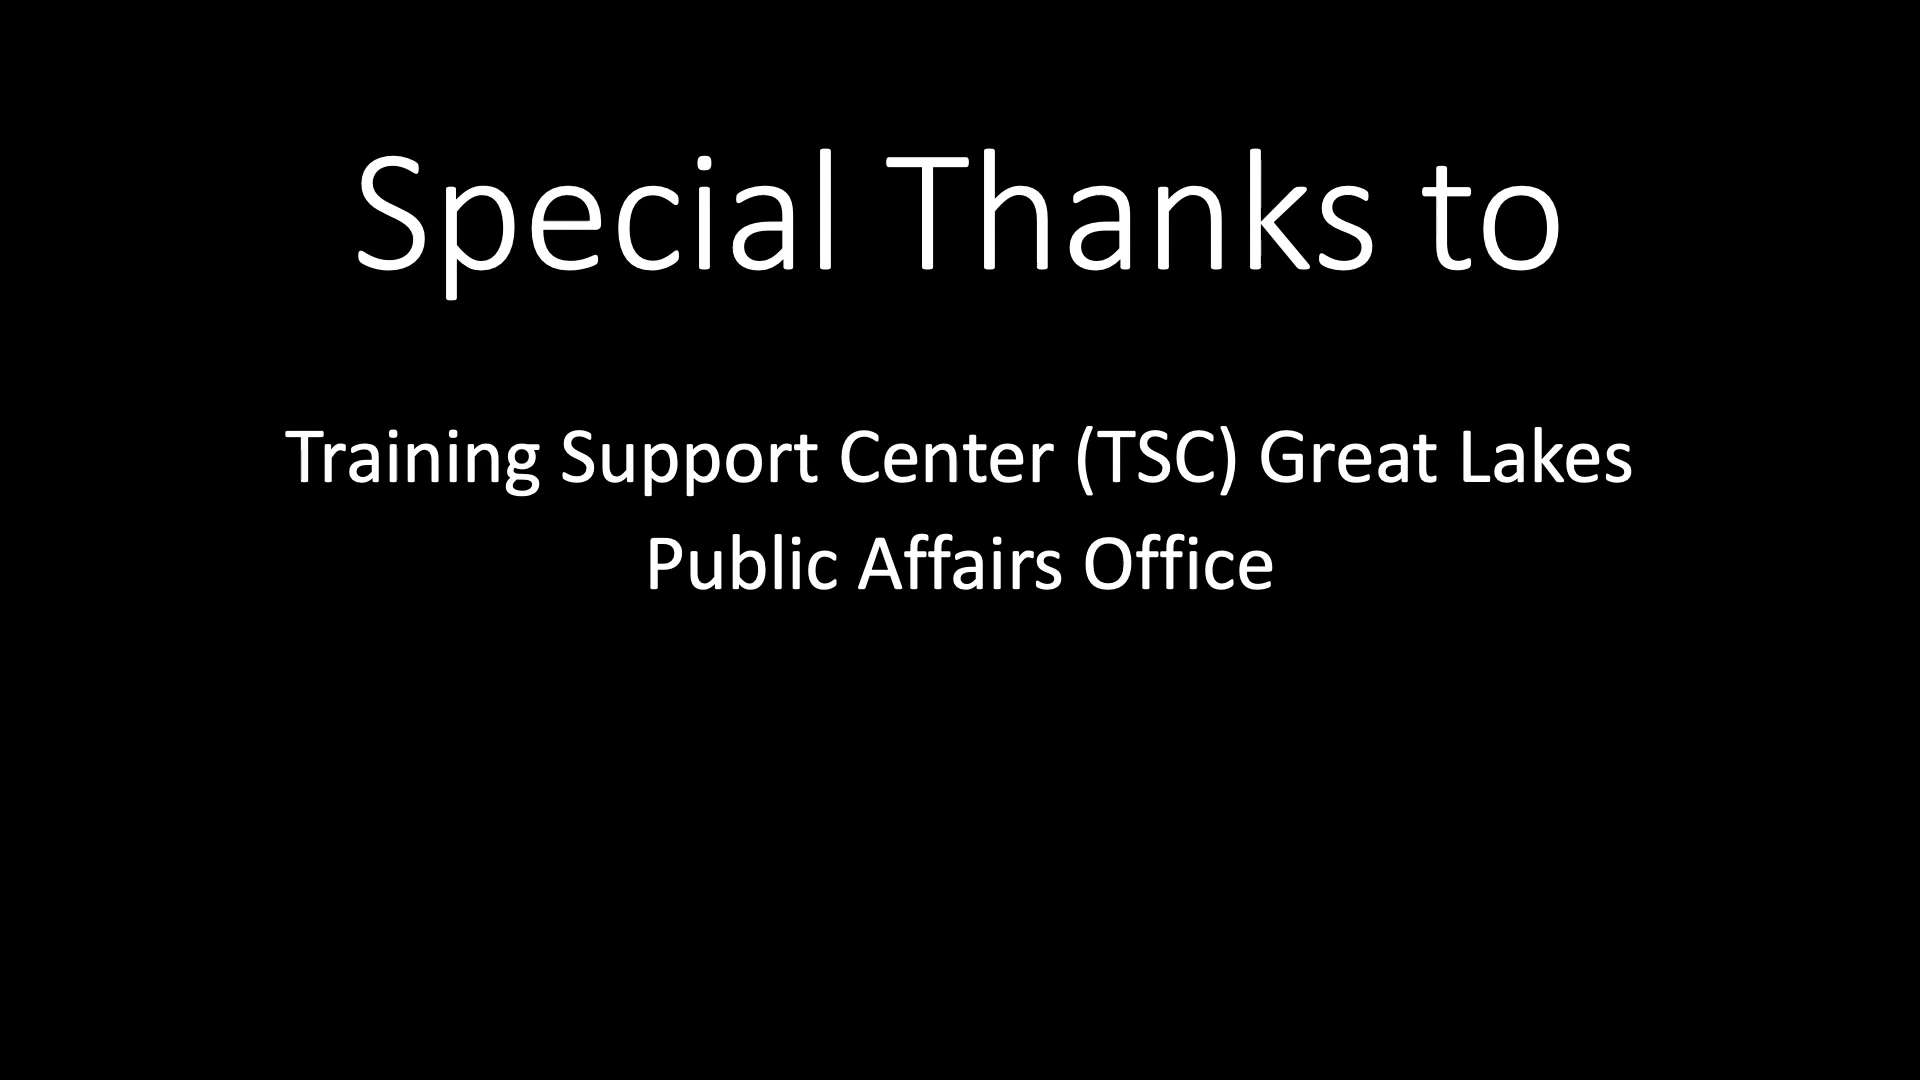 Special Thanks to
Training Support Center (TSC) Great Lakes
Public Affairs Office